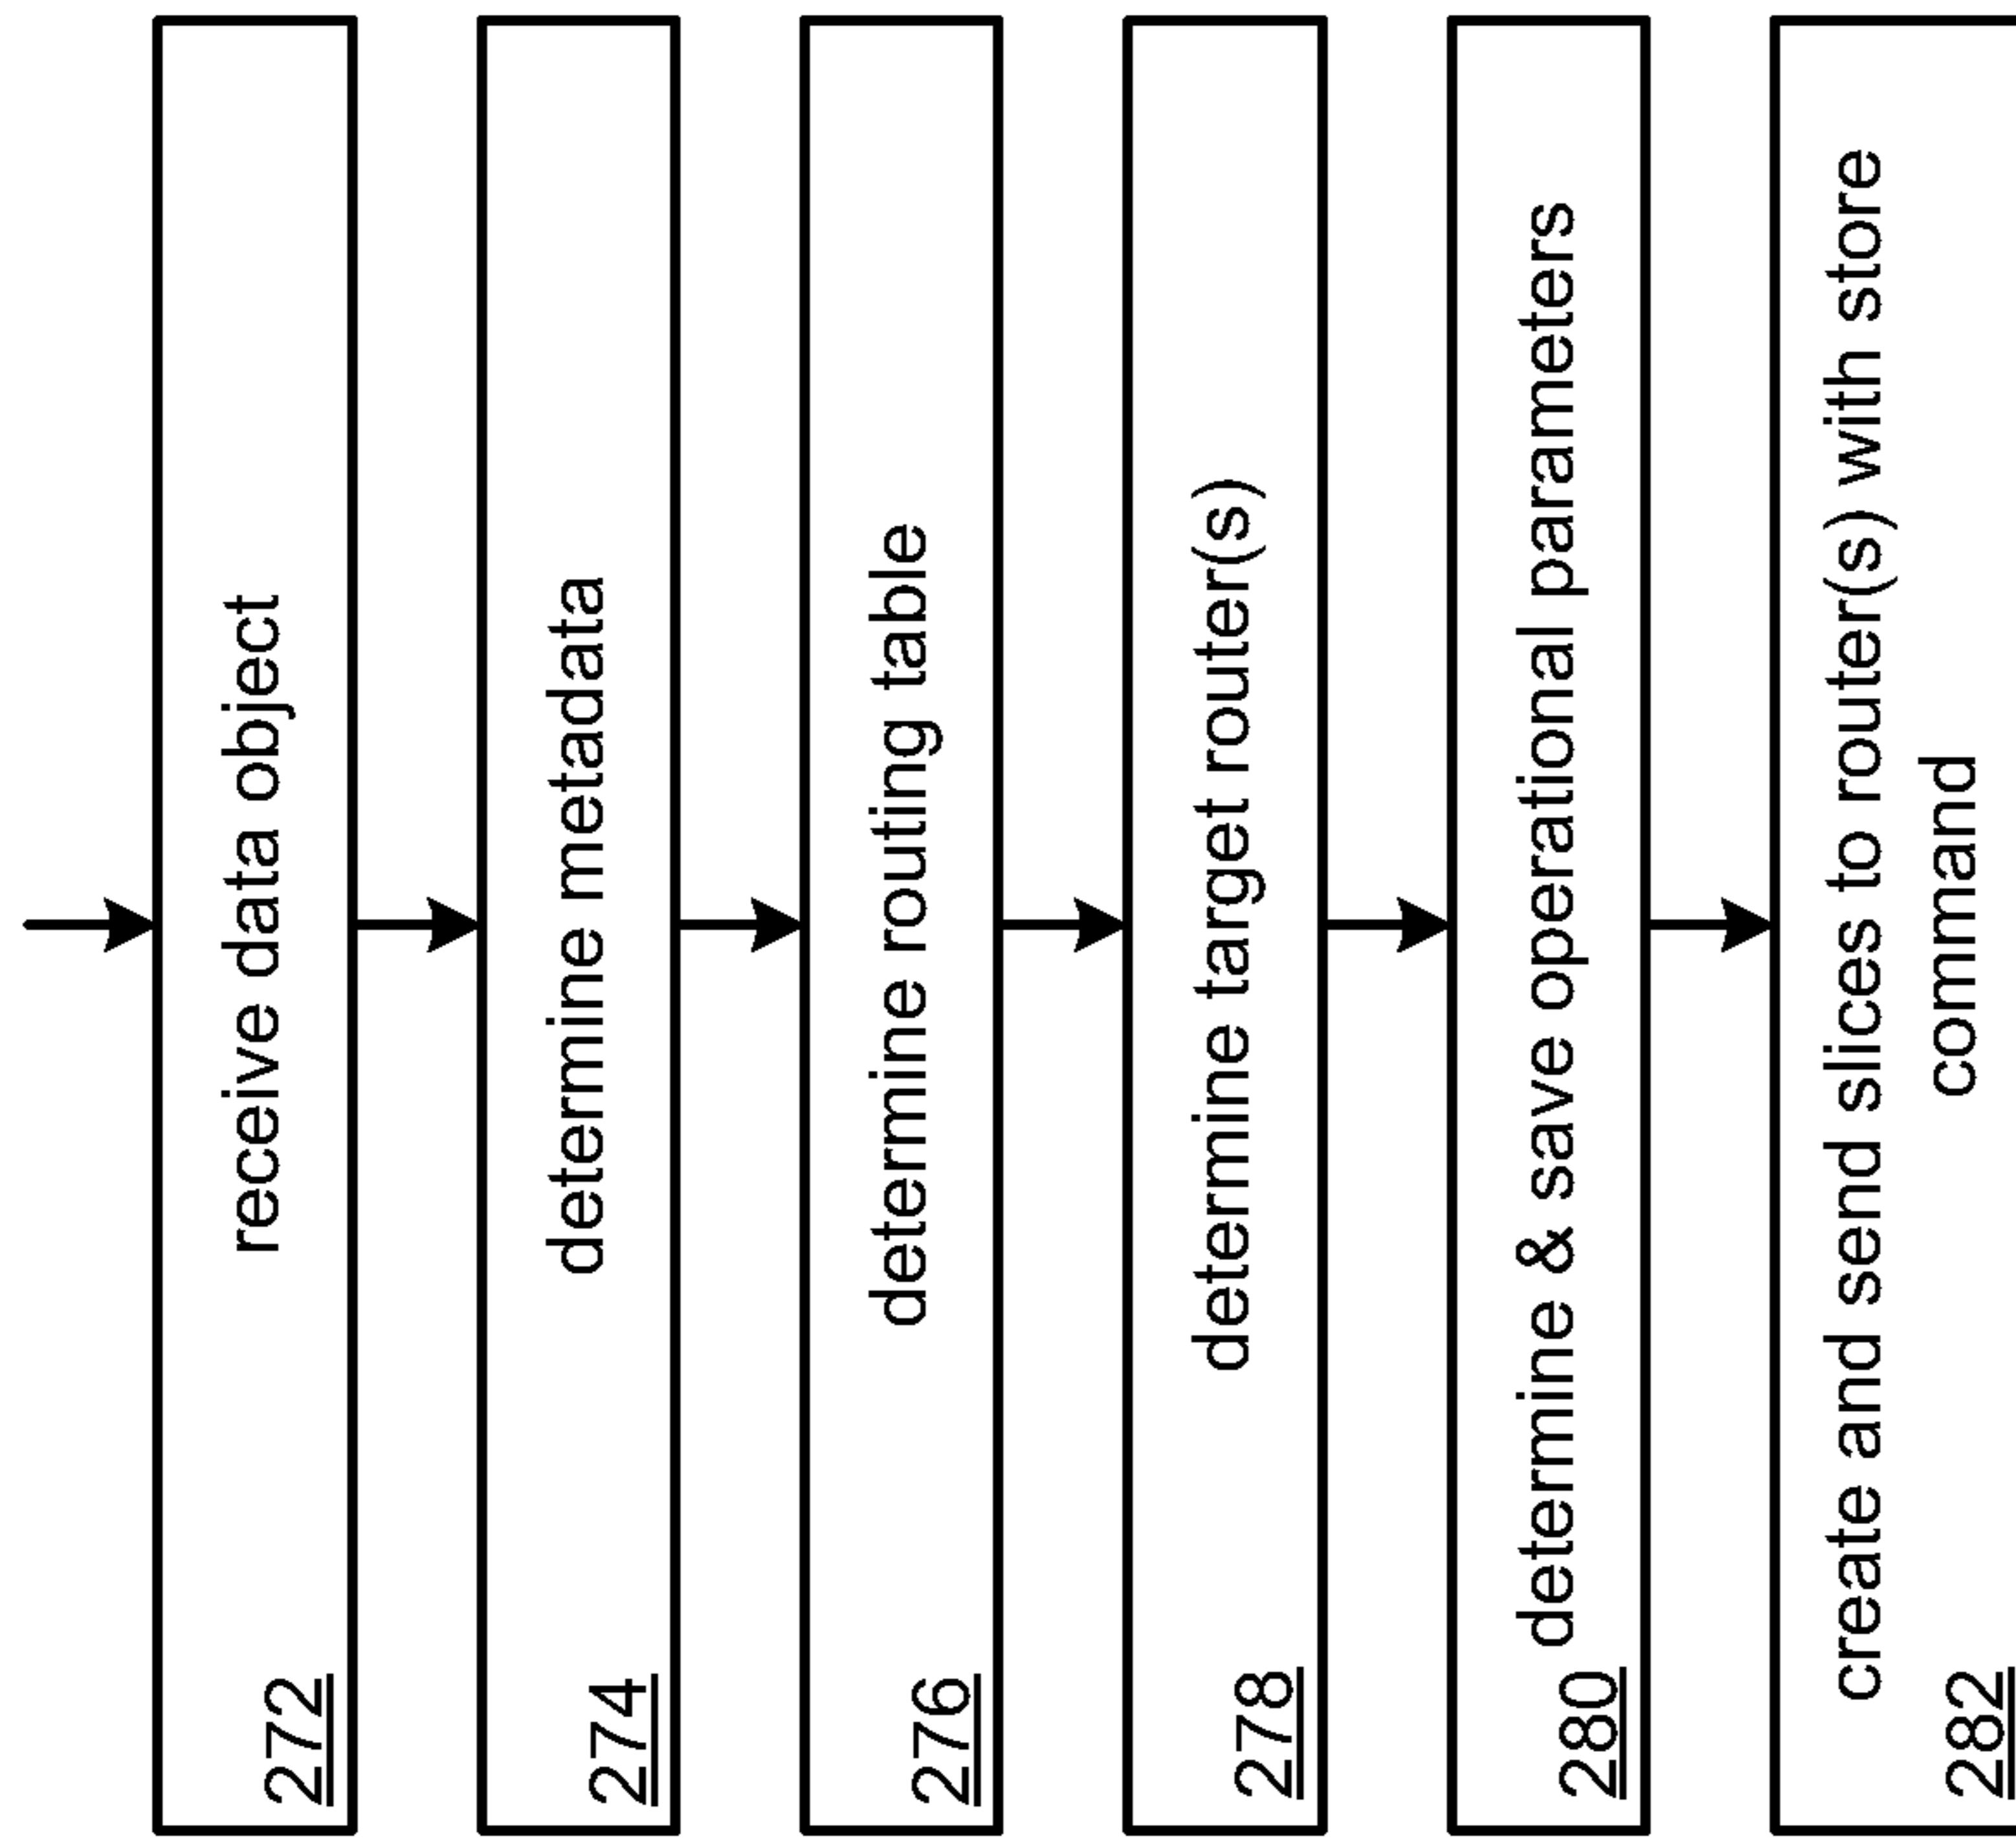 receive data object
272
determine metadata
274
determine routing table
276
determine target router(s)
278
determine & save operational parameters
280
create and send slices to router(s) with store
command
282